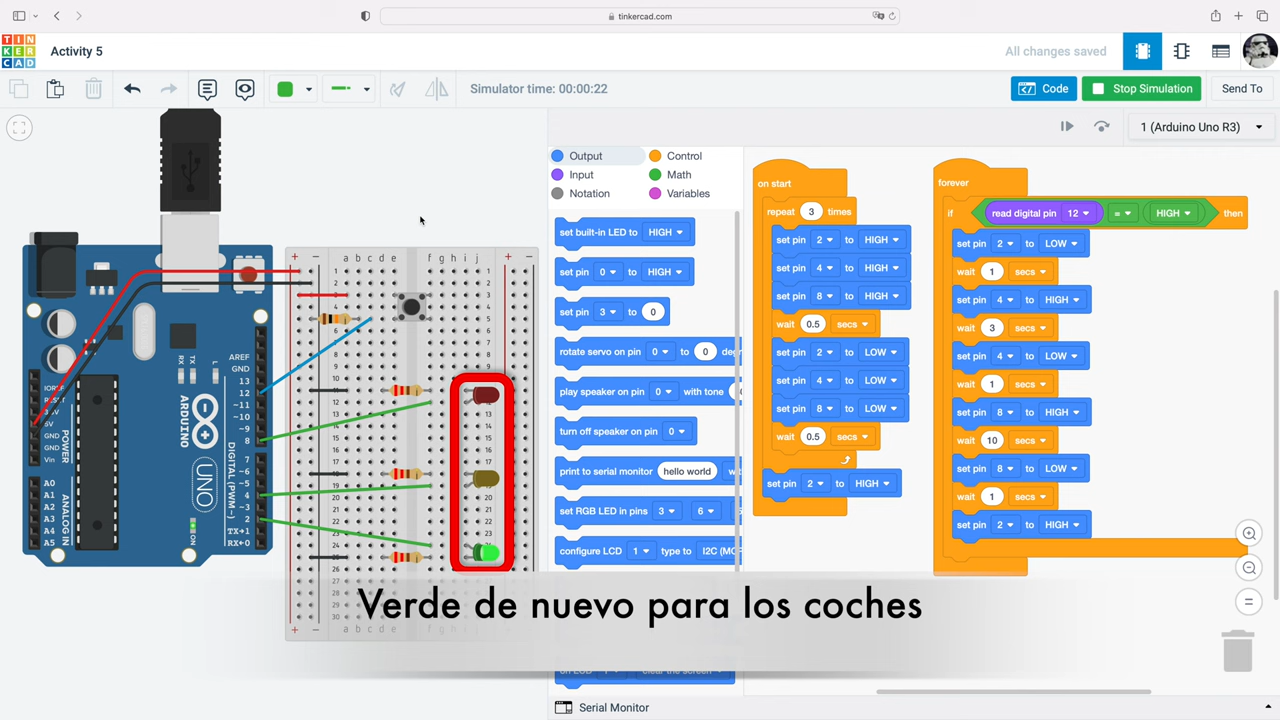 tinkercad.com
TIN
KER
CAD
Activity 5
All changes saved
Simulator time: 00:00:22
Code
Stop Simulation
Send To
1 (Arduino Uno R3)
Output
Control
Input
Math
Notation
Variables
set built-in LED to HIGH
set pin 0 to HIGH
set pin 3 to 0
rotate servo on pin 0 to 0
play speaker on pin 0 with tone
turn off speaker on pin 0
print to serial monitor hello world
set RGB LED in pins 3 6
configure LCD 1 type to
on start
repeat 3 times
set pin 2 to HIGH
set pin 4 to HIGH
set pin 8 to HIGH
wait 0.5 secs
set pin 2 to LOW
set pin 4 to LOW
set pin 8 to LOW
wait 0.5 secs
set pin 2 to HIGH
forever
if read digital pin 12 = HIGH then
set pin 2 to LOW
wait 1 secs
set pin 4 to HIGH
wait 3 secs
set pin 4 to LOW
wait 1 secs
set pin 8 to HIGH
wait 10 secs
set pin 8 to LOW
wait 1 secs
set pin 2 to HIGH
AREF
GND
13
12
~11
~10
~9
8
7
~6
~5
4
~3
2
TX→1
RX←0
DIGITAL (PWM~)
ARDUINO
UNO
TX
RX
L
ON
5V
GND
GND
Vin
POWER
A0
A1
A2
A3
A4
A5
ANALOG IN
Verde de nuevo para los coches
Serial Monitor